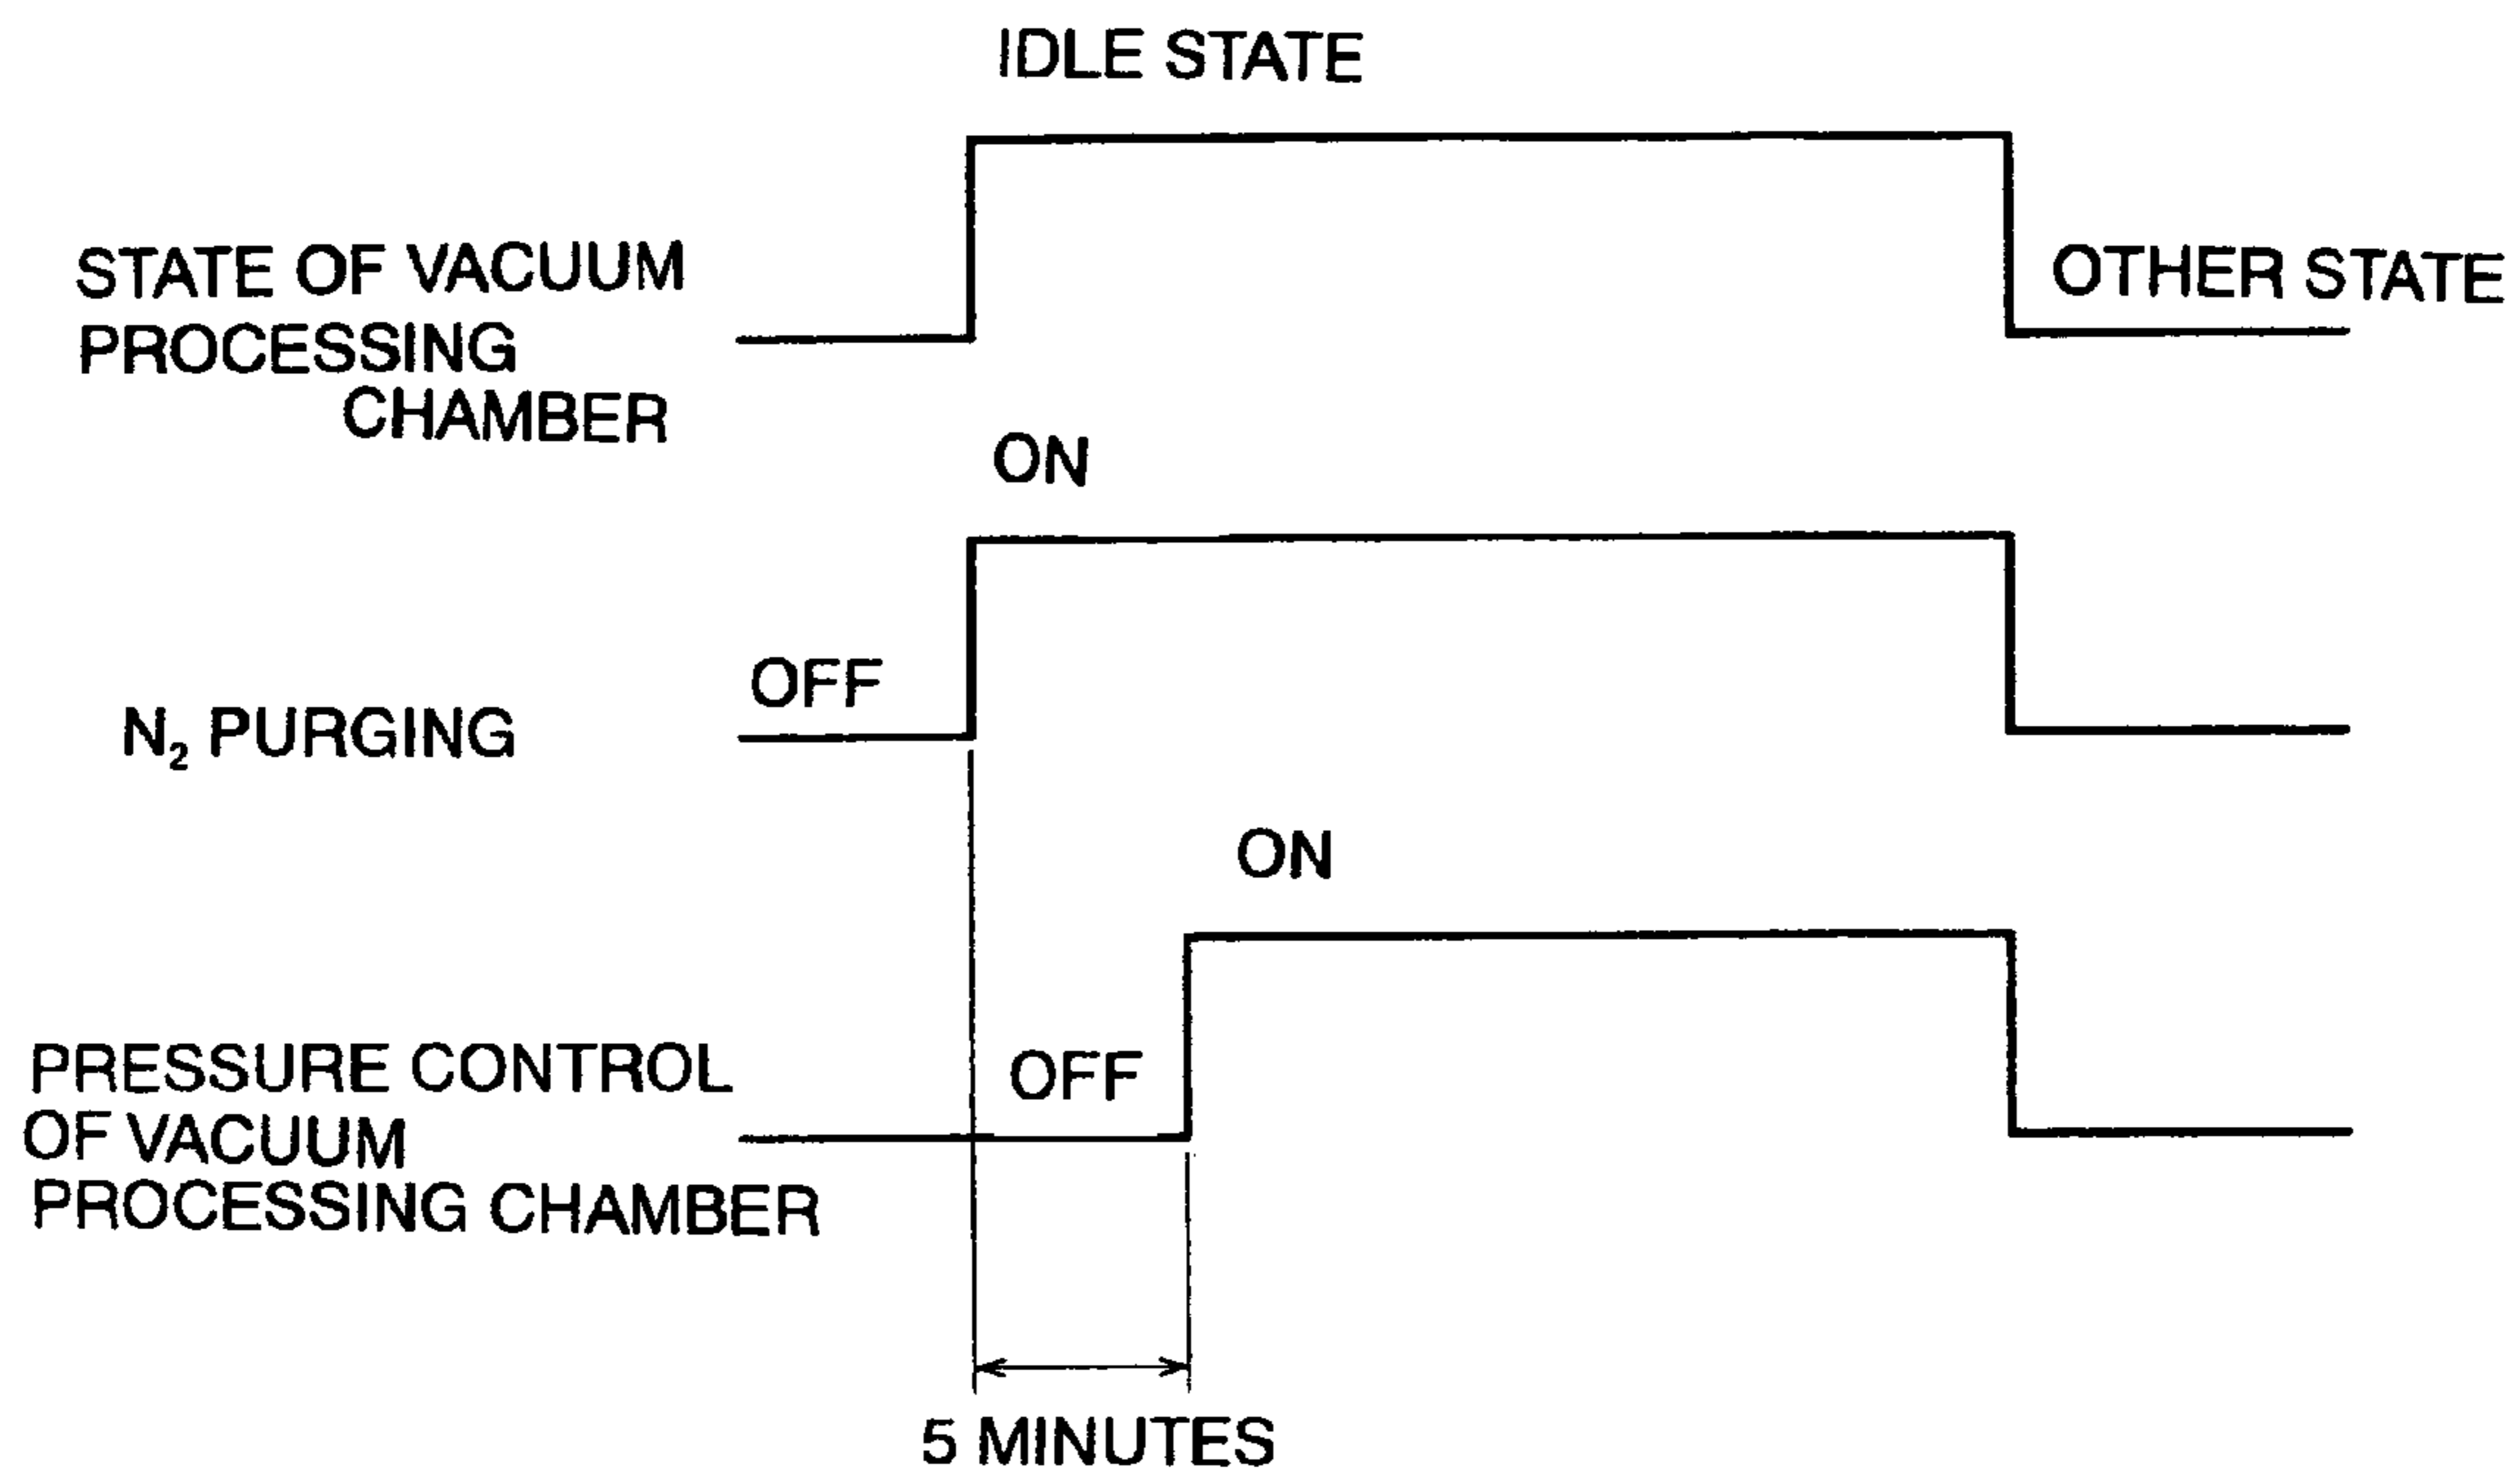 IDLE STATE
STATE OF VACUUM
PROCESSING
CHAMBER
OTHER STATE
ON
OFF
N₂ PURGING
ON
OFF
PRESSURE CONTROL
OF VACUUM
PROCESSING CHAMBER
5 MINUTES